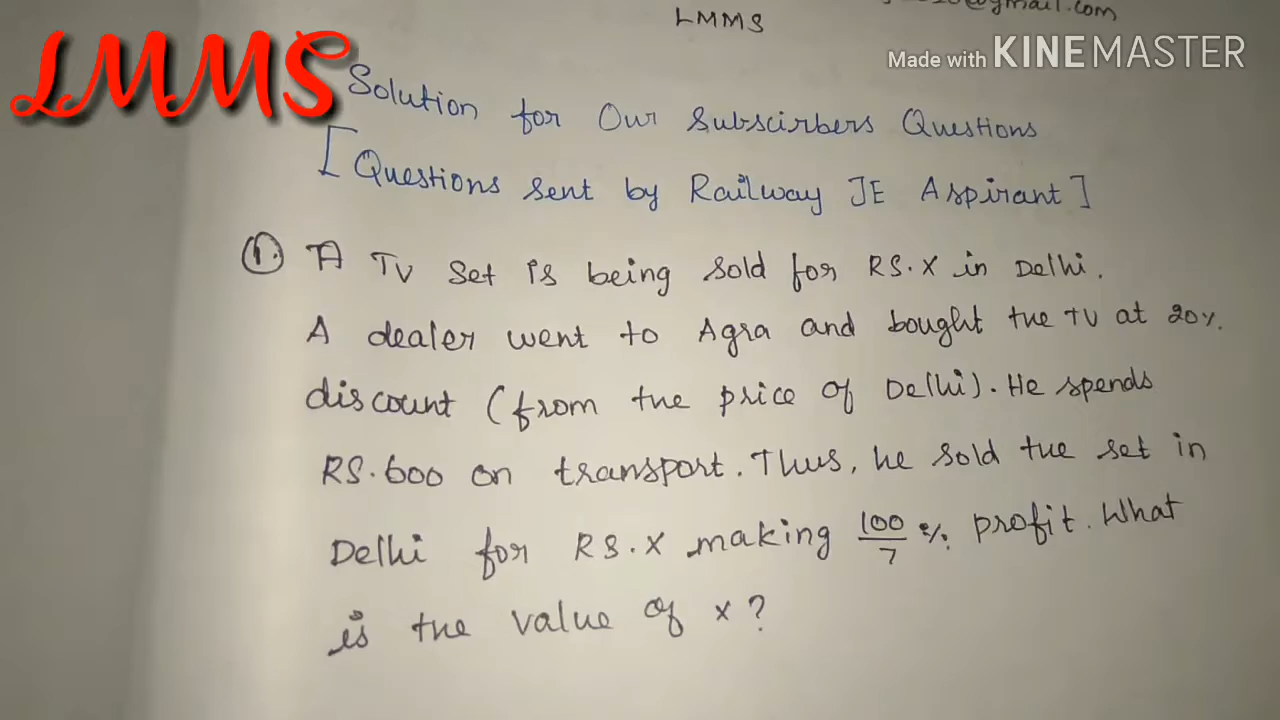 LMMS
@gmail.com
LMMS
Made with KINEMASTER
Solution for Our Subscirbers Questions
[Questions sent by Railway JE Aspirant]
1. A TV Set is being sold for RS.X in Delhi.
A dealer went to Agra and bought the TV at 20%.
discount (from the price of Delhi). He spends
RS.600 on transport. Thus, he sold the set in
Delhi for RS.X making 100/7 %. profit. What
is the value of x?